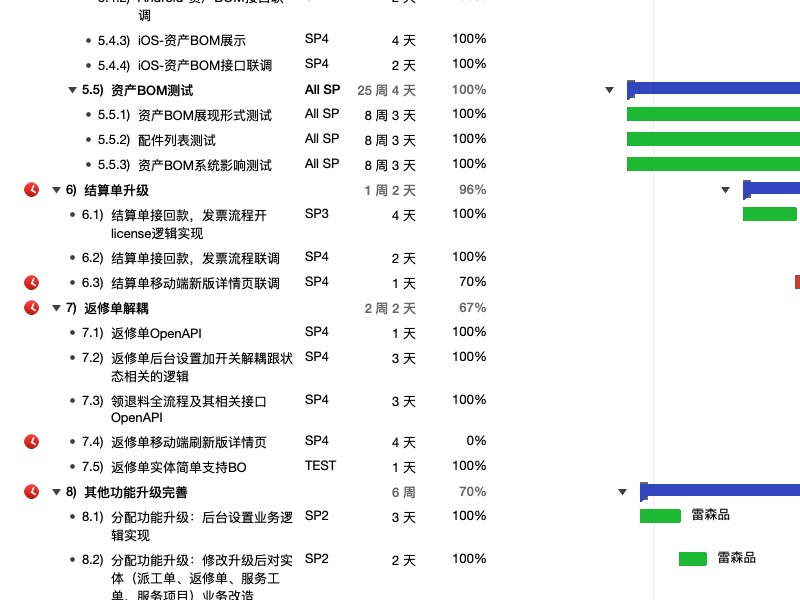 调
5.4.3) iOS-资产BOM展示 SP4 4 天 100%
5.4.4) iOS-资产BOM接口联调 SP4 2 天 100%
5.5) 资产BOM测试 All SP 25 周 4 天 100%
5.5.1) 资产BOM展现形式测试 All SP 8 周 3 天 100%
5.5.2) 配件列表测试 All SP 8 周 3 天 100%
5.5.3) 资产BOM系统影响测试 All SP 8 周 3 天 100%
6) 结算单升级 1 周 2 天 96%
6.1) 结算单接回款，发票流程开 SP3 4 天 100%
license逻辑实现
6.2) 结算单接回款，发票流程联调 SP4 2 天 100%
6.3) 结算单移动端新版详情页联调 SP4 1 天 70%
7) 返修单解耦 2 周 2 天 67%
7.1) 返修单OpenAPI SP4 1 天 100%
7.2) 返修单后台设置加开关解耦跟状 SP4 3 天 100%
态相关的逻辑
7.3) 领退料全流程及其相关接口 SP4 3 天 100%
OpenAPI
7.4) 返修单移动端刷新版详情页 SP4 4 天 0%
7.5) 返修单实体简单支持BO TEST 1 天 100%
8) 其他功能升级完善 6 周 70%
8.1) 分配功能升级：后台设置业务逻 SP2 3 天 100% 雷森品
辑实现
8.2) 分配功能升级：修改升级后对实 SP2 2 天 100% 雷森品
体（派工单、返修单、服务工
单、服务项目）业务改造